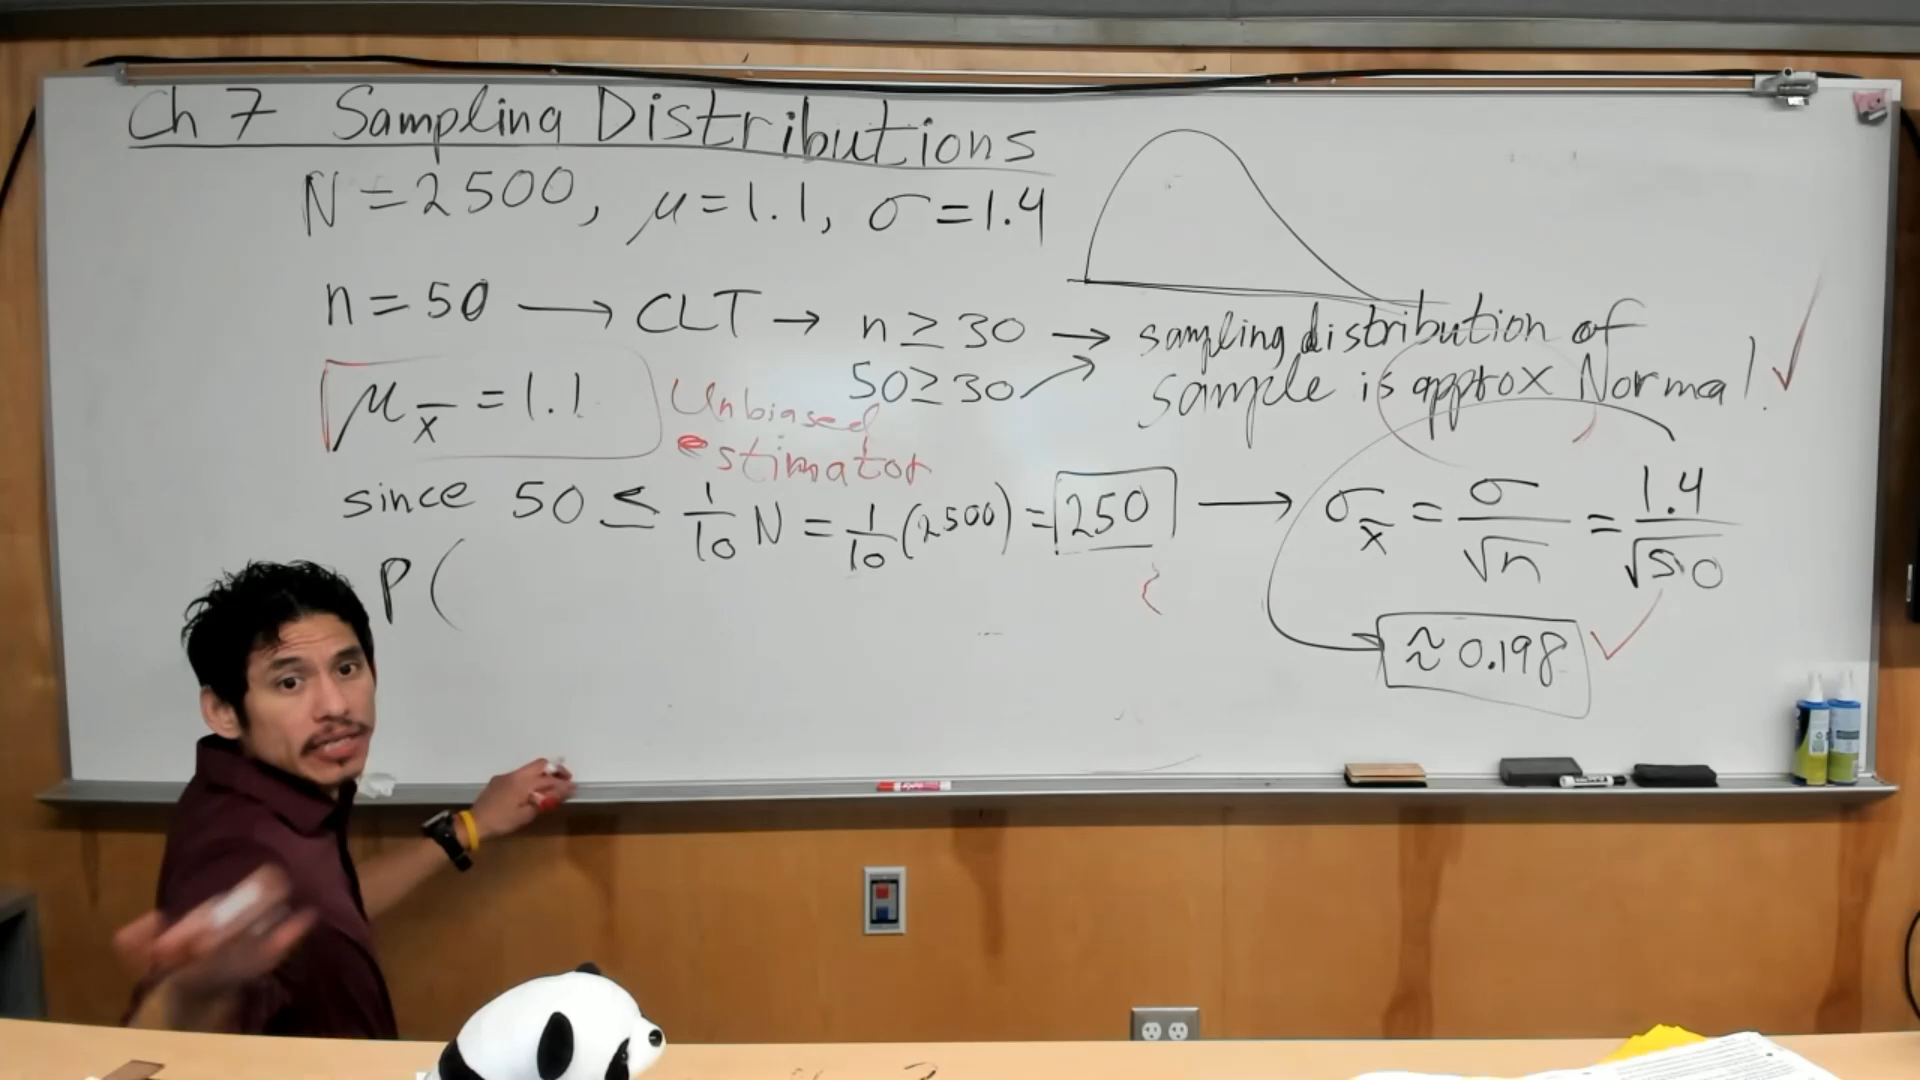 Ch 7 Sampling Distributions
N = 2500, μ = 1.1, σ = 1.4
n = 50 → CLT → n ≥ 30 → sampling distribution of
50 ≥ 30 ↗ sample is approx Normal! ✓
μx̄ = 1.1 Unbiased
estimator
since 50 ≤ 1/10 N = 1/10 (2500) = 250 → σx̄ = σ/√n = 1.4/√50
P(
≈ 0.198 ✓